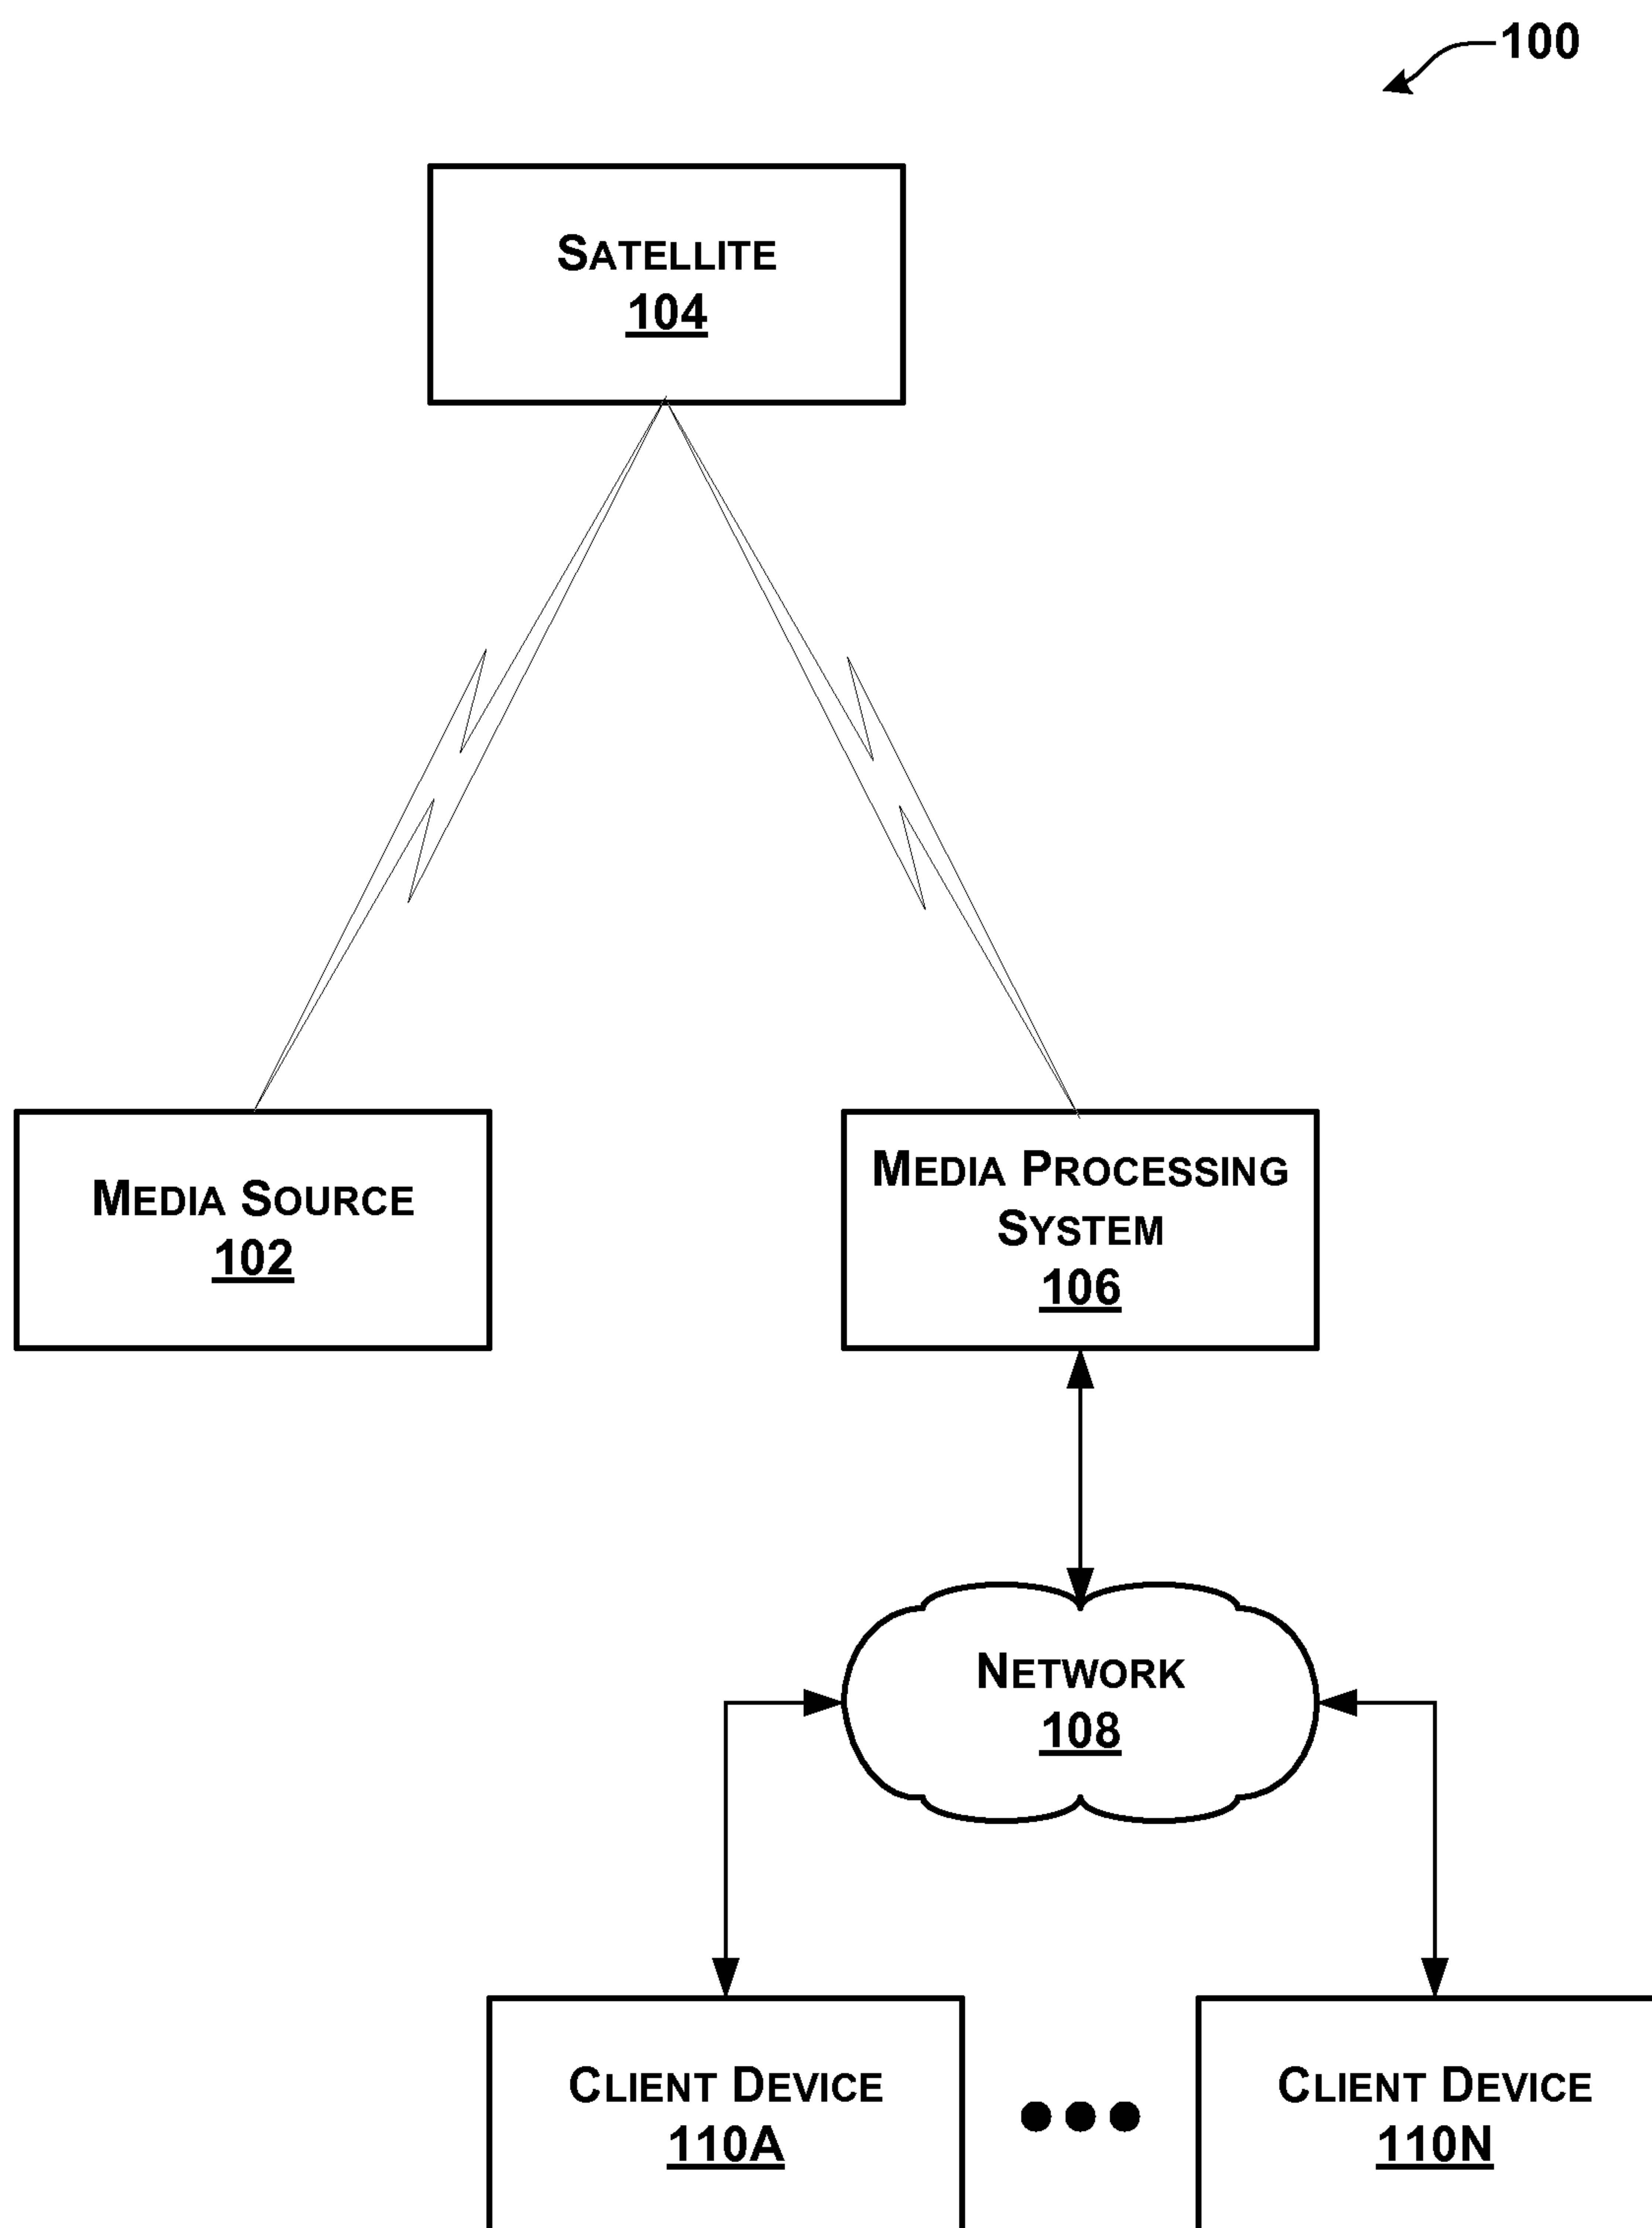 100
SATELLITE
104
MEDIA SOURCE
102
MEDIA PROCESSING
SYSTEM
106
NETWORK
108
CLIENT DEVICE
110A
CLIENT DEVICE
110N